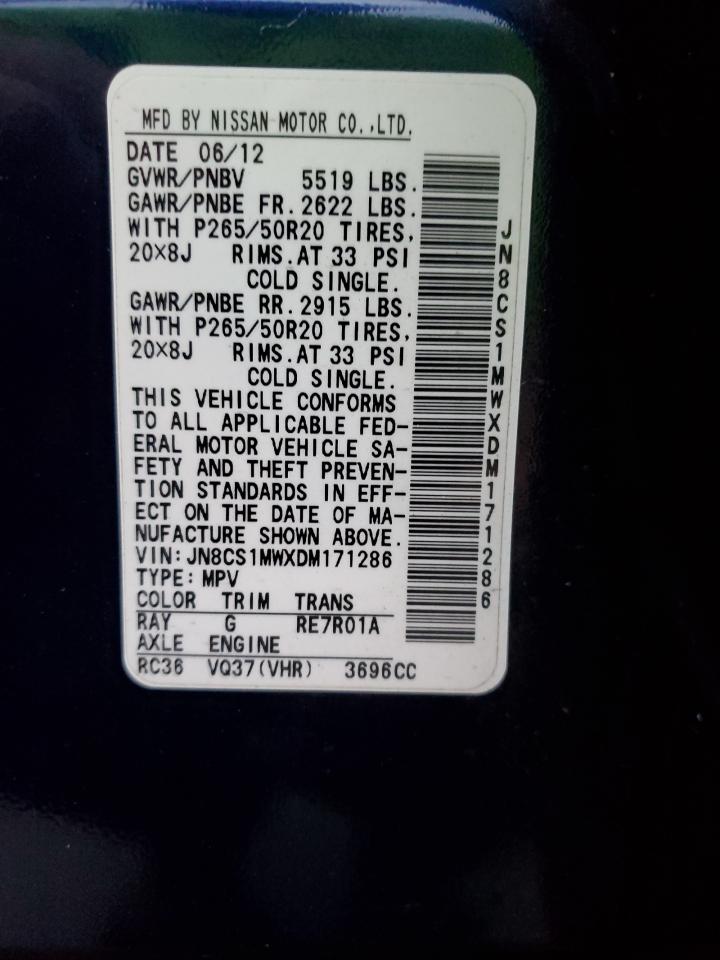 MFD BY NISSAN MOTOR CO.,LTD.
DATE 06/12
GVWR/PNBV 5519 LBS.
GAWR/PNBE FR. 2622 LBS.
WITH P265/50R20 TIRES,
20×8J RIMS. AT 33 PSI
COLD SINGLE.
GAWR/PNBE RR. 2915 LBS.
WITH P265/50R20 TIRES,
20×8J RIMS. AT 33 PSI
COLD SINGLE.
THIS VEHICLE CONFORMS
TO ALL APPLICABLE FED-
ERAL MOTOR VEHICLE SA-
FETY AND THEFT PREVEN-
TION STANDARDS IN EFF-
ECT ON THE DATE OF MA-
NUFACTURE SHOWN ABOVE.
VIN: JN8CS1MWXDM171286
TYPE: MPV
COLOR TRIM TRANS
RAY G RE7R01A
AXLE ENGINE
RC36 VQ37(VHR) 3696CC
JN8CS1MWXDM171286